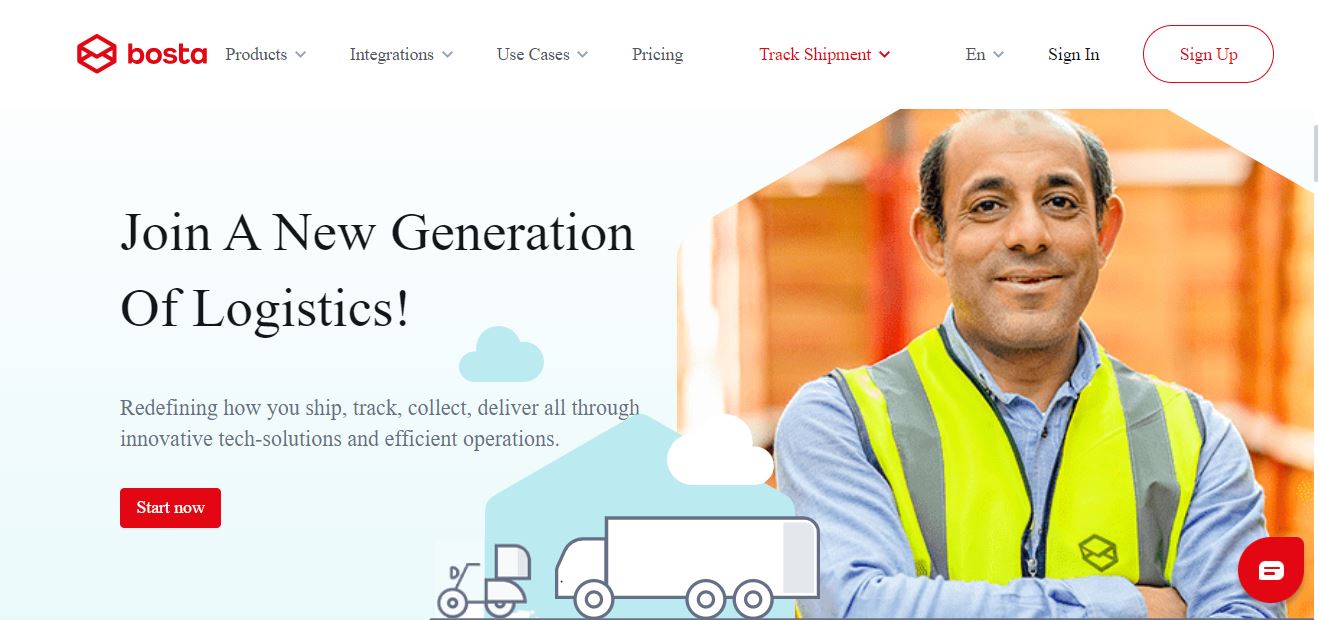 bosta
Products
Integrations
Use Cases
Pricing
Track Shipment
En
Sign In
Sign Up
Join A New Generation
Of Logistics!
Redefining how you ship, track, collect, deliver all through
innovative tech-solutions and efficient operations.
Start now